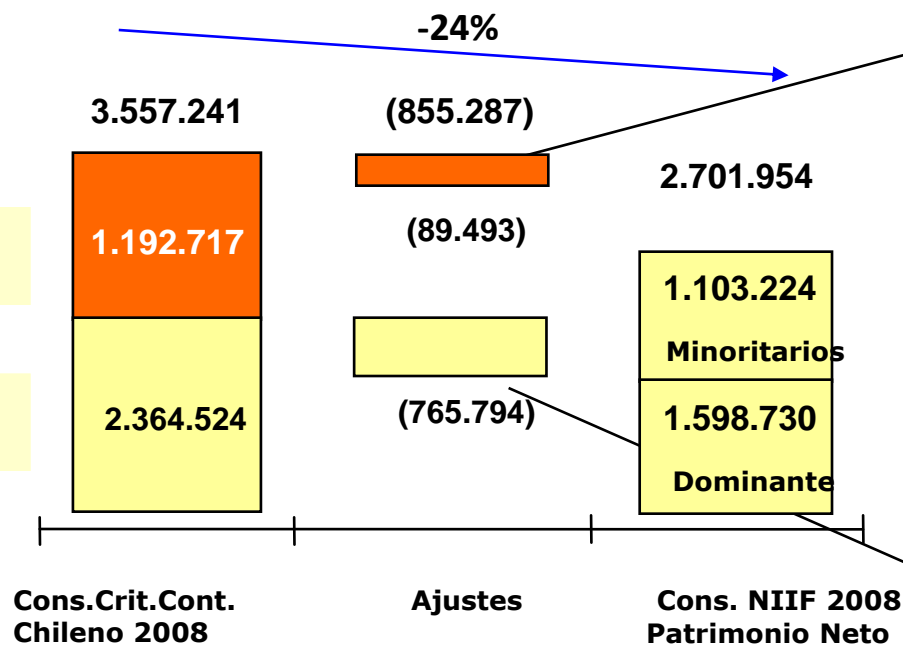 -24%
3.557.241
(855.287)
2.701.954
1.192.717
(89.493)
1.103.224
Minoritarios
2.364.524
(765.794)
1.598.730
Dominante
Cons.Crit.Cont.
Chileno 2008
Ajustes
Cons. NIIF 2008
Patrimonio Neto